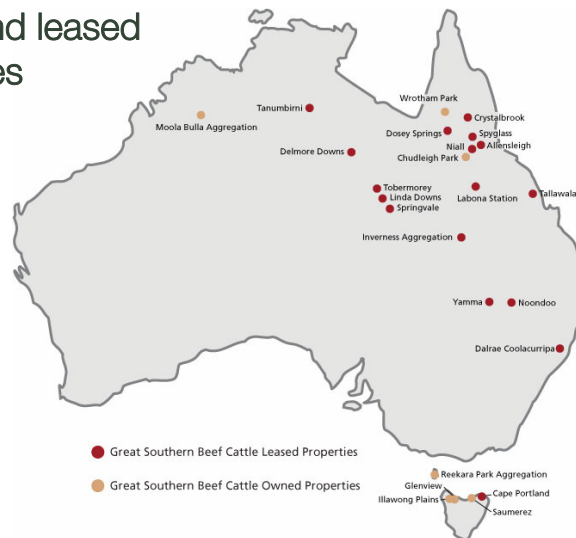 nd leased
es
Wrotham Park
Tanumbirni
Crystalbrook
Moola Bulla Aggregation
Dosey Springs
Spyglass
Niall
Allensleigh
Delmore Downs
Chudleigh Park
Tobermorey
Linda Downs
Labona Station
Tallawala
Springvale
Inverness Aggregation
Yamma
Noondoo
Dalrae Coolacurripa
Great Southern Beef Cattle Leased Properties
Great Southern Beef Cattle Owned Properties
Reekara Park Aggregation
Glenview
Cape Portland
Illawong Plains
Saumerez